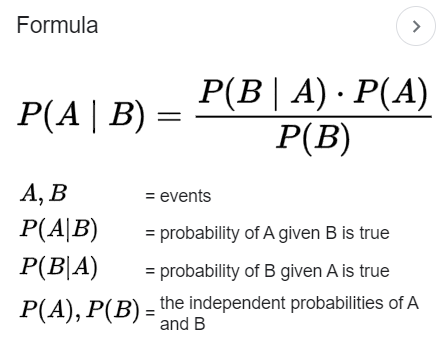 Formula
P(A | B) = P(B | A) · P(A) / P(B)
A, B = events
P(A|B) = probability of A given B is true
P(B|A) = probability of B given A is true
P(A), P(B) = the independent probabilities of A
and B